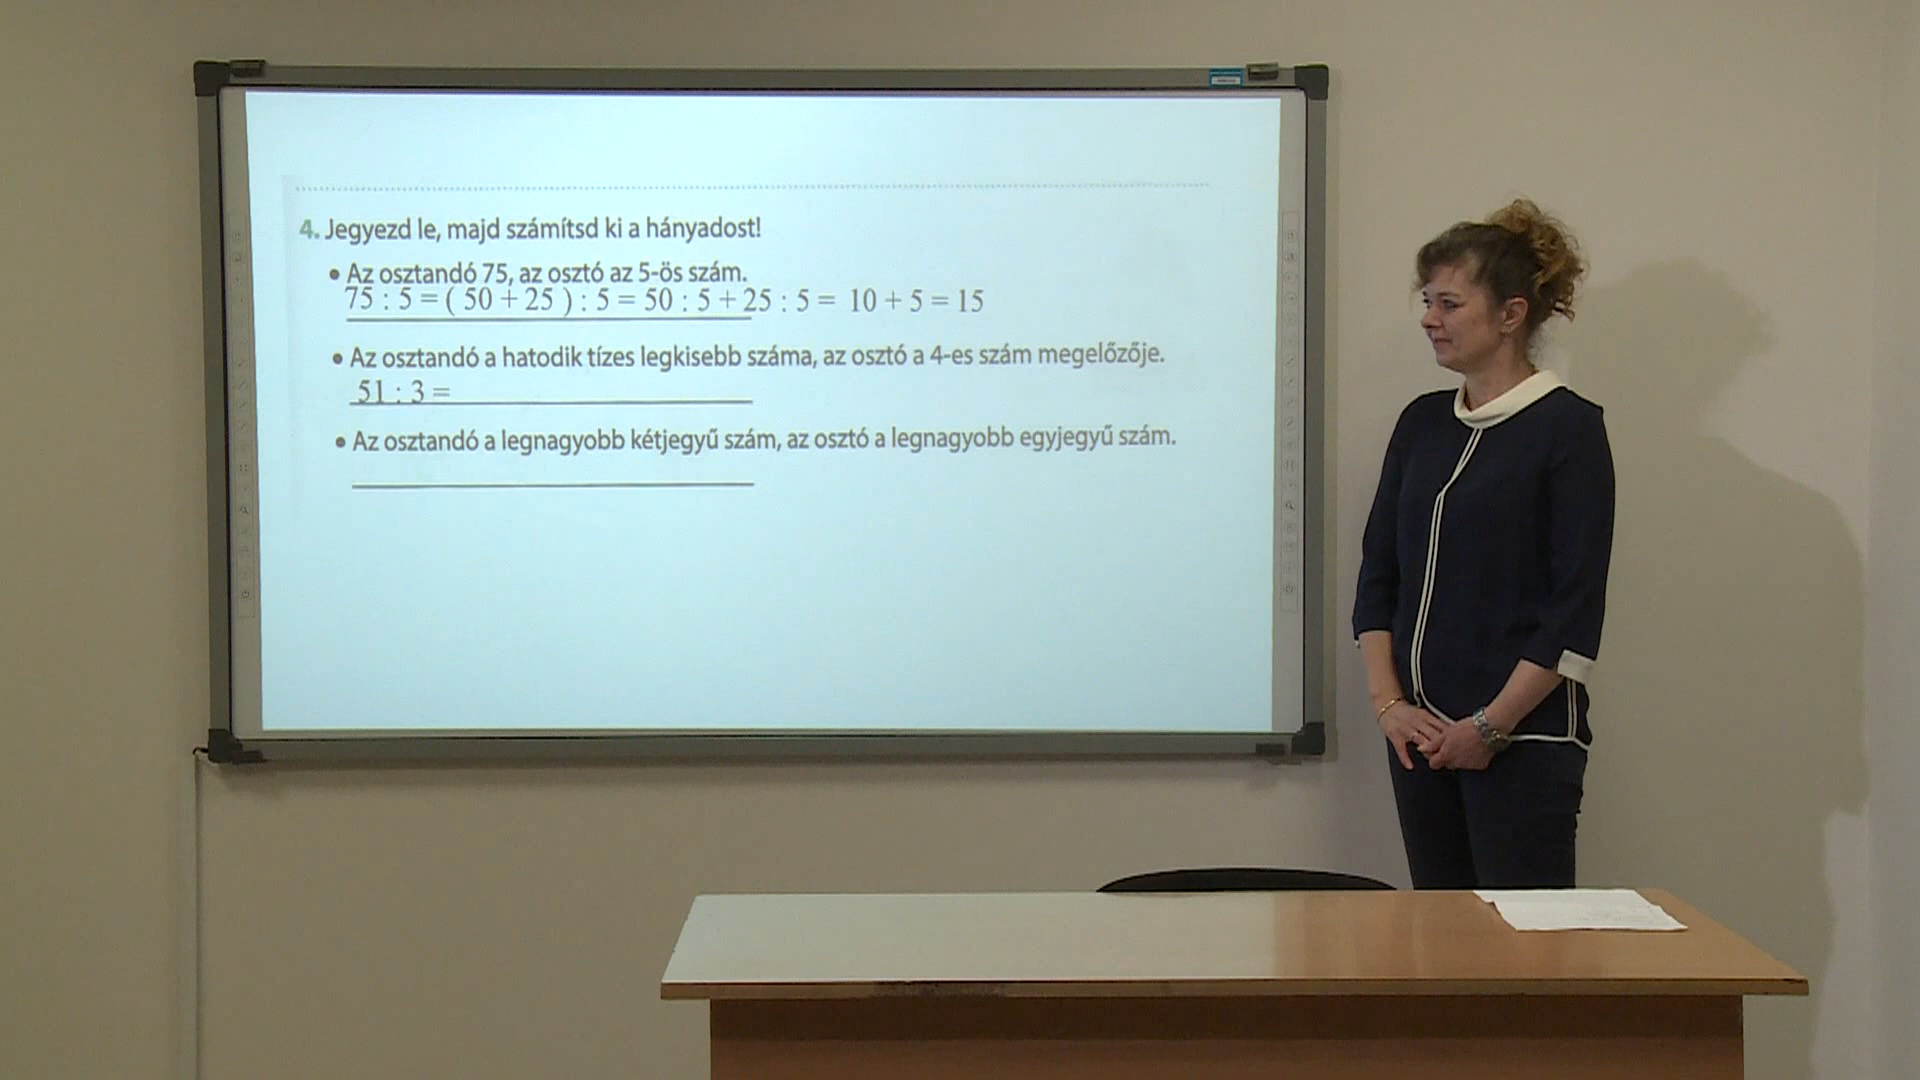 4. Jegyezd le, majd számítsd ki a hányadost!
• Az osztandó 75, az osztó az 5-ös szám.
75 : 5 = ( 50 + 25 ) : 5 = 50 : 5 + 25 : 5 = 10 + 5 = 15
• Az osztandó a hatodik tízes legkisebb száma, az osztó a 4-es szám megelőzője.
51 : 3 =
• Az osztandó a legnagyobb kétjegyű szám, az osztó a legnagyobb egyjegyű szám.